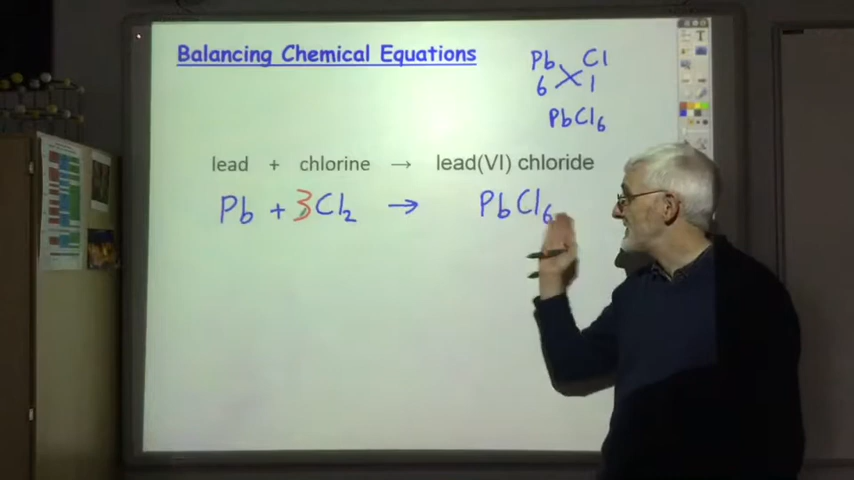 Balancing Chemical Equations
Pb Cl
6 1
PbCl₆
lead + chlorine → lead(VI) chloride
Pb + 3Cl₂ → PbCl₆